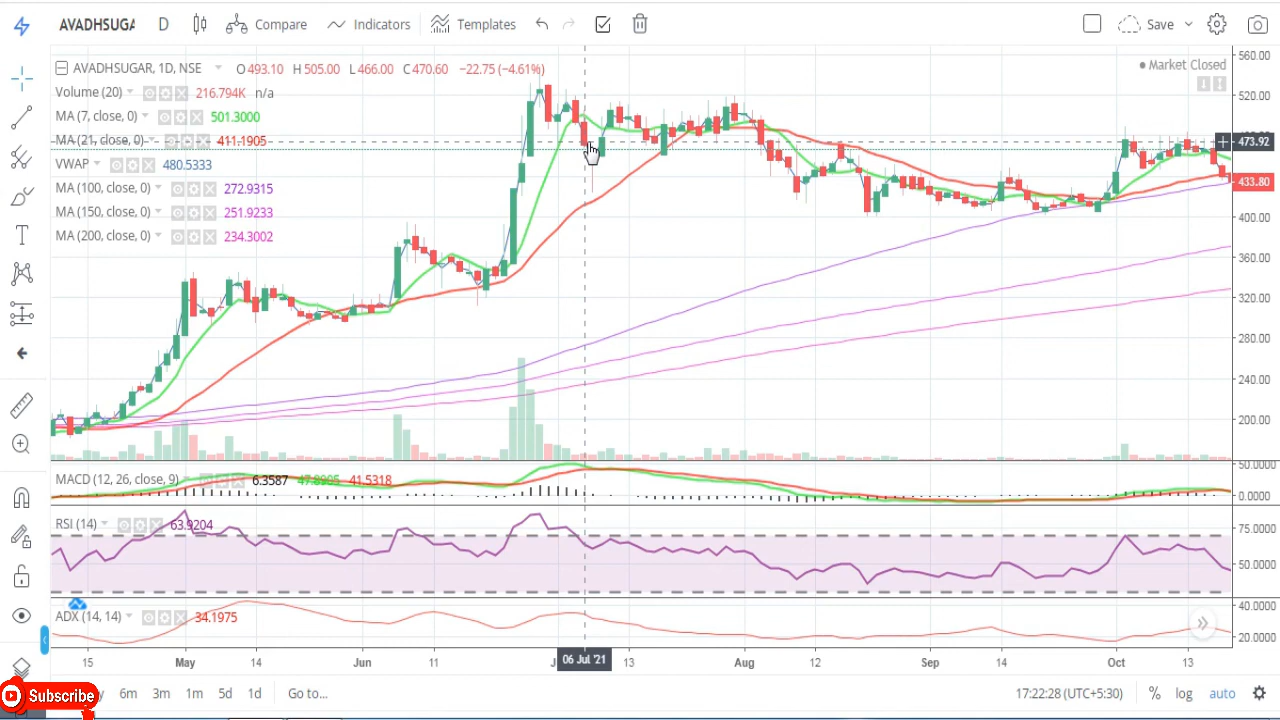 AVADHSUGA
D
Compare
Indicators
Templates
Save
AVADHSUGAR, 1D, NSE
O493.10 H505.00 L466.00 C470.60 −22.75 (−4.61%)
Market Closed
Volume (20) 216.794K n/a
MA (7, close, 0) 501.3000
MA (21, close, 0) 411.1905
VWAP 480.5333
MA (100, close, 0) 272.9315
MA (150, close, 0) 251.9233
MA (200, close, 0) 234.3002
560.00
520.00
473.92
433.80
400.00
360.00
320.00
280.00
240.00
200.00
MACD (12, 26, close, 9) 6.3587 47.8905 41.5318
50.0000
0.0000
RSI (14) 63.9204
75.0000
50.0000
ADX (14, 14) 34.1975
40.0000
20.0000
15 May 14 Jun 11 06 Jul '21 13 Aug 12 Sep 14 Oct 13
Subscribe
6m 3m 1m 5d 1d Go to...
17:22:28 (UTC+5:30) % log auto